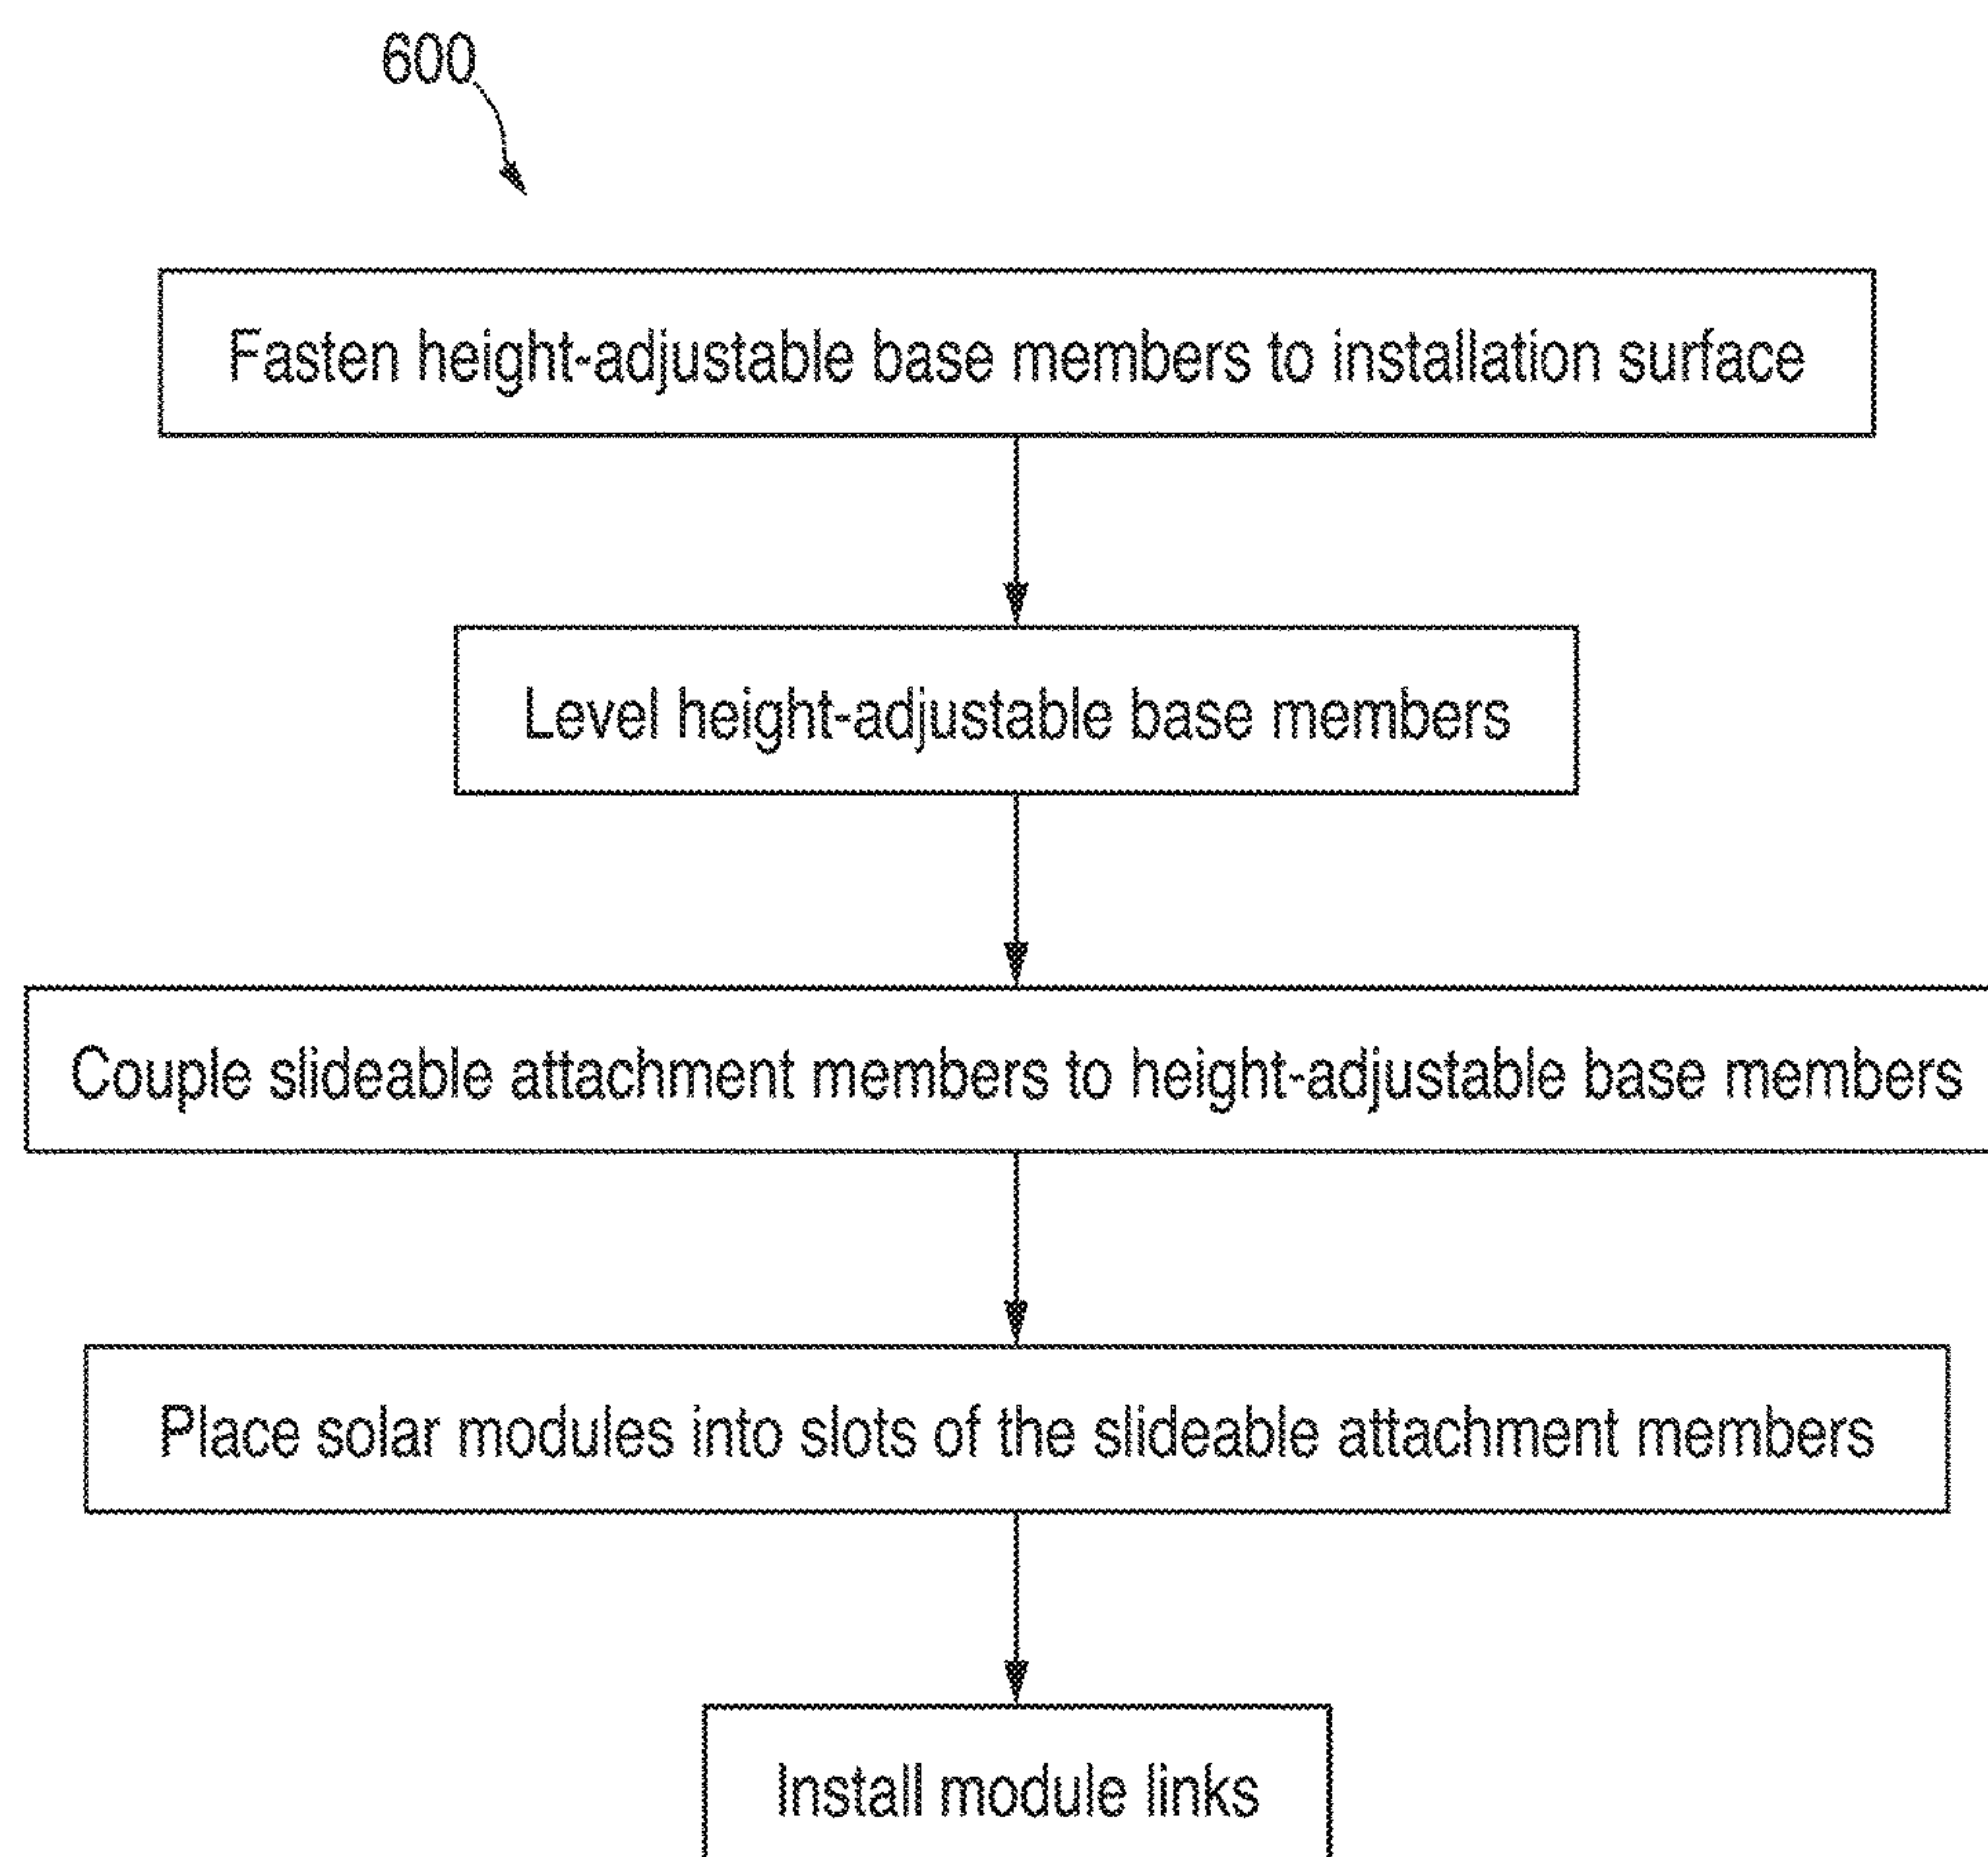 600
Fasten height-adjustable base members to installation surface
Level height-adjustable base members
Couple slideable attachment members to height-adjustable base members
Place solar modules into slots of the slideable attachment members
Install module links